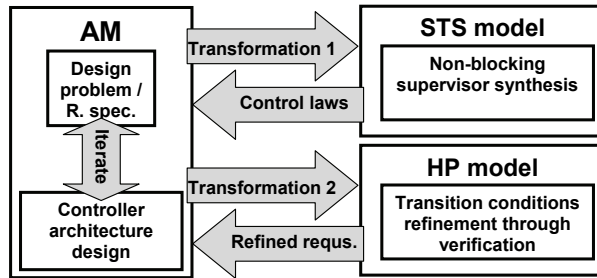 AM
Design
problem /
R. spec.
Iterate
Controller
architecture
design
Transformation 1
Control laws
Transformation 2
Refined requs.
STS model
Non-blocking
supervisor synthesis
HP model
Transition conditions
refinement through
verification